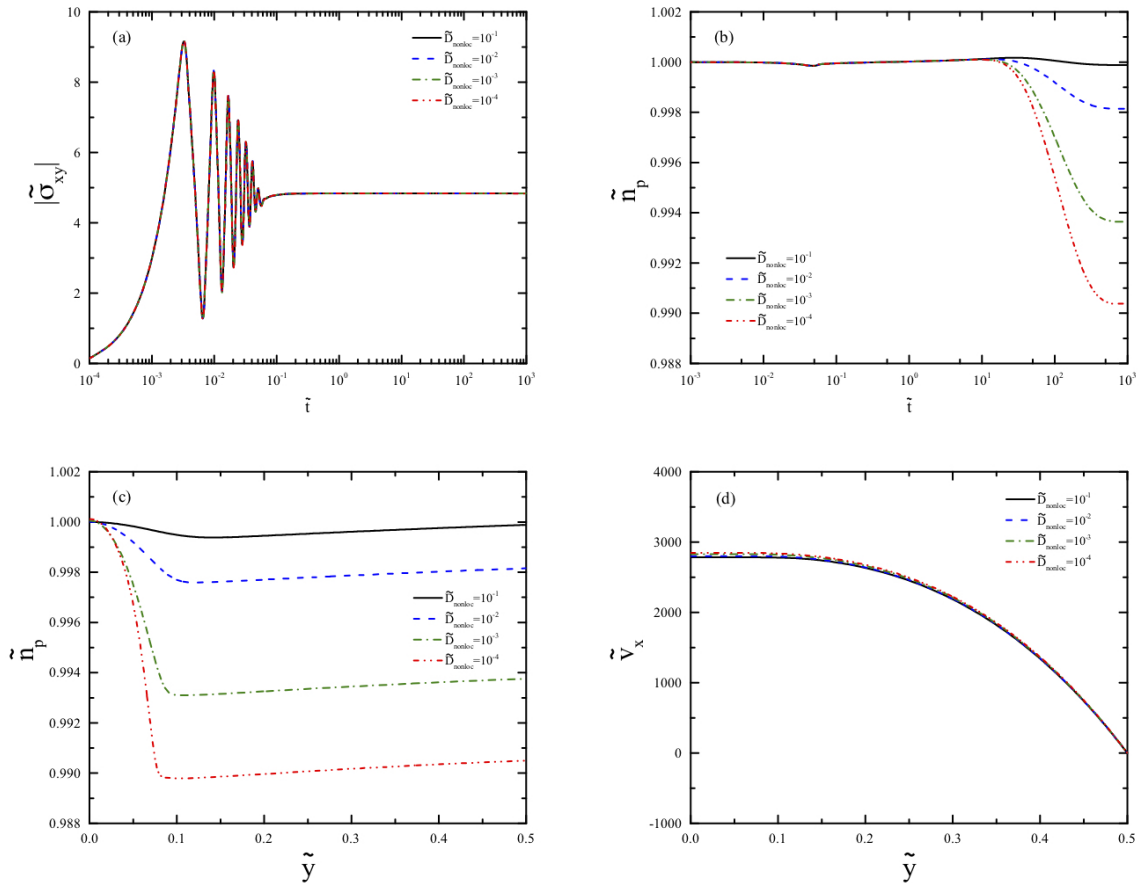 (a)
D̃nonloc=10⁻¹
D̃nonloc=10⁻²
D̃nonloc=10⁻³
D̃nonloc=10⁻⁴
10
8
6
4
2
0
|σ̃xy|
10⁻⁴ 10⁻³ 10⁻² 10⁻¹ 10⁰ 10¹ 10² 10³
t̃
(b)
1.002
1.000
0.998
0.996
0.994
0.992
0.990
0.988
ñp
D̃nonloc=10⁻¹
D̃nonloc=10⁻²
D̃nonloc=10⁻³
D̃nonloc=10⁻⁴
10⁻³ 10⁻² 10⁻¹ 10⁰ 10¹ 10² 10³
t̃
(c)
1.002
1.000
0.998
0.996
0.994
0.992
0.990
0.988
ñp
D̃nonloc=10⁻¹
D̃nonloc=10⁻²
D̃nonloc=10⁻³
D̃nonloc=10⁻⁴
0.0 0.1 0.2 0.3 0.4 0.5
ỹ
(d)
D̃nonloc=10⁻¹
D̃nonloc=10⁻²
D̃nonloc=10⁻³
D̃nonloc=10⁻⁴
4000
3000
2000
1000
0
-1000
ṽx
0.0 0.1 0.2 0.3 0.4 0.5
ỹ